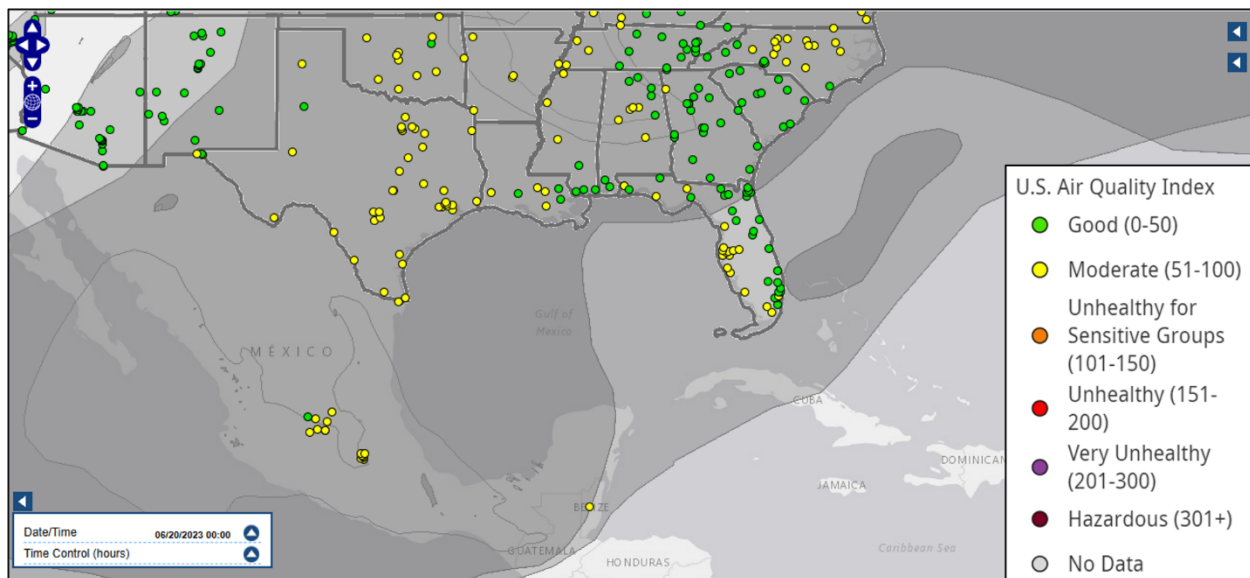 U.S. Air Quality Index
Good (0-50)
Moderate (51-100)
Unhealthy for
Sensitive Groups
(101-150)
Unhealthy (151-
200)
Very Unhealthy
(201-300)
Hazardous (301+)
No Data
Gulf of
Mexico
MÉXICO
CUBA
DOMINICAN
JAMAICA
BELIZE
GUATEMALA
HONDURAS
Caribbean Sea
Date/Time 06/20/2023 00:00
Time Control (hours)